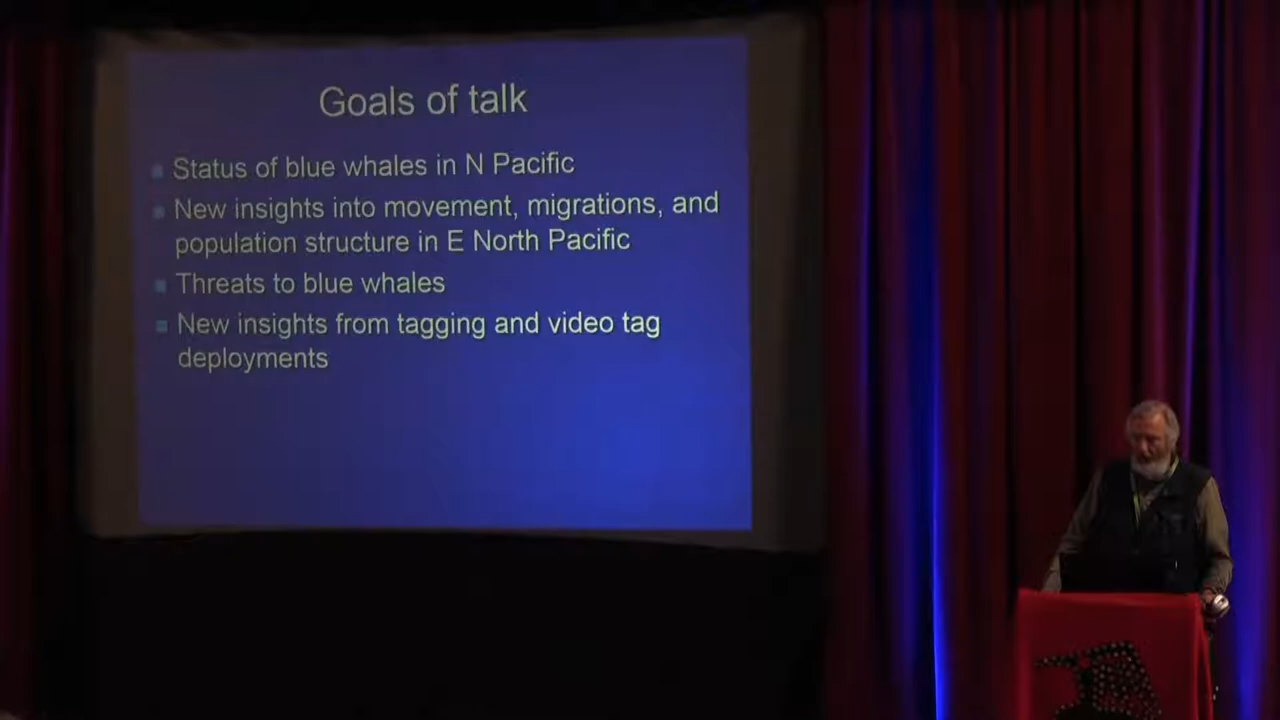 Goals of talk
Status of blue whales in N Pacific
New insights into movement, migrations, and
population structure in E North Pacific
Threats to blue whales
New insights from tagging and video tag
deployments